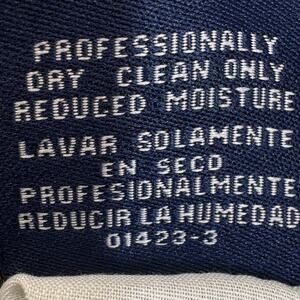 PROFESSIONALLY
DRY CLEAN ONLY
REDUCED MOISTURE
LAVAR SOLAMENTE
EN SECO
PROFESIONALMENTE
REDUCIR LA HUMEDAD
01423-3